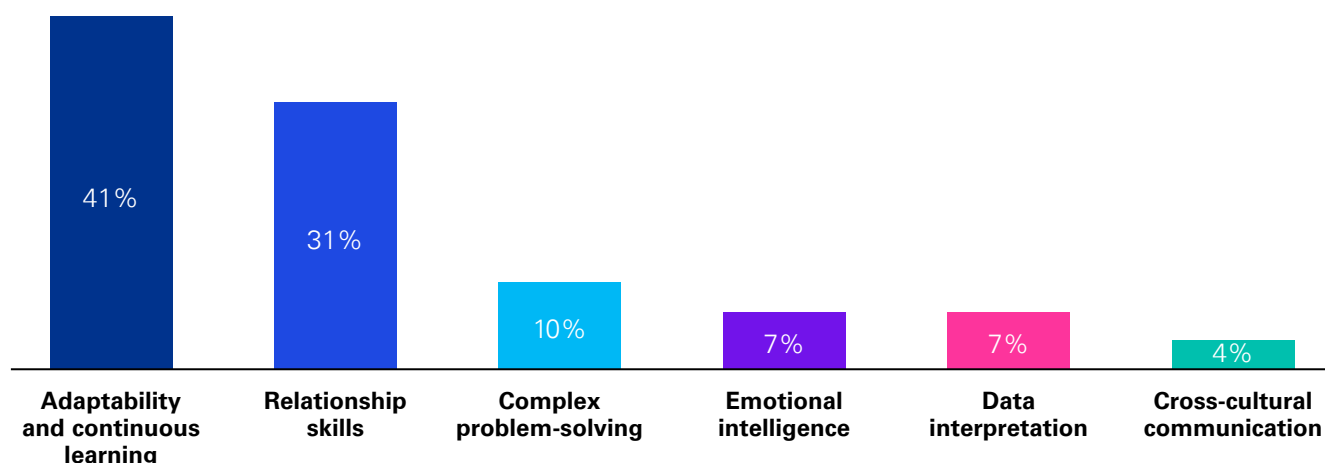 41%
31%
10%
7%
7%
4%
Adaptability
and continuous
learning
Relationship
skills
Complex
problem-solving
Emotional
intelligence
Data
interpretation
Cross-cultural
communication